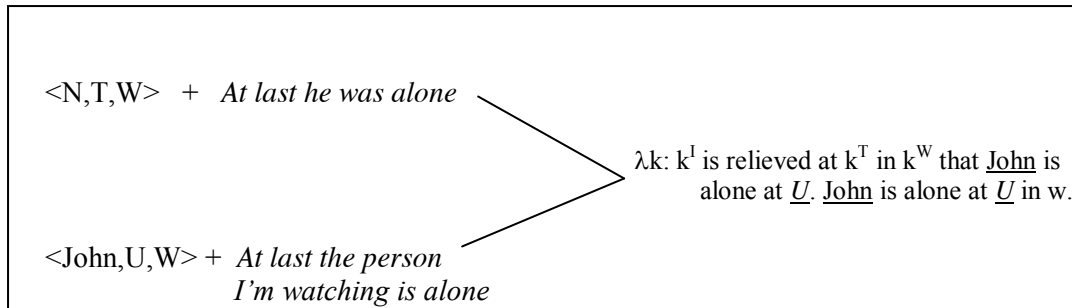 <N,T,W> + At last he was alone
λk: k^I is relieved at k^T in k^W that John is
alone at U. John is alone at U in w.
<John,U,W> + At last the person
I'm watching is alone